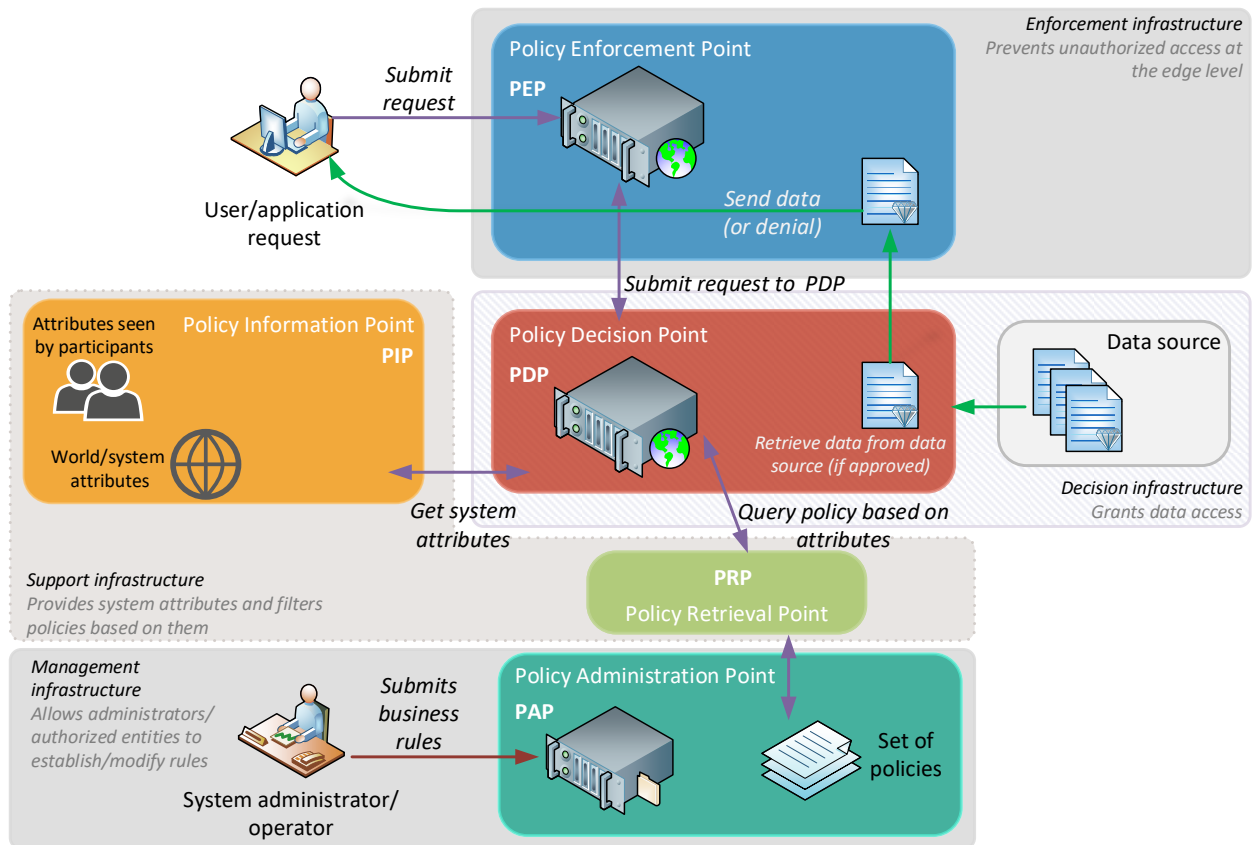 Enforcement infrastructure
Prevents unauthorized access at
the edge level
Policy Enforcement Point
PEP
Submit
request
User/application
request
Send data
(or denial)
Submit request to PDP
Attributes seen
by participants
Policy Information Point
PIP
World/system
attributes
Policy Decision Point
PDP
Retrieve data from data
source (if approved)
Data source
Decision infrastructure
Grants data access
Get system
attributes
Query policy based on
attributes
Support infrastructure
Provides system attributes and filters
policies based on them
PRP
Policy Retrieval Point
Management
infrastructure
Allows administrators/
authorized entities to
establish/modify rules
Submits
business
rules
System administrator/
operator
Policy Administration Point
PAP
Set of
policies